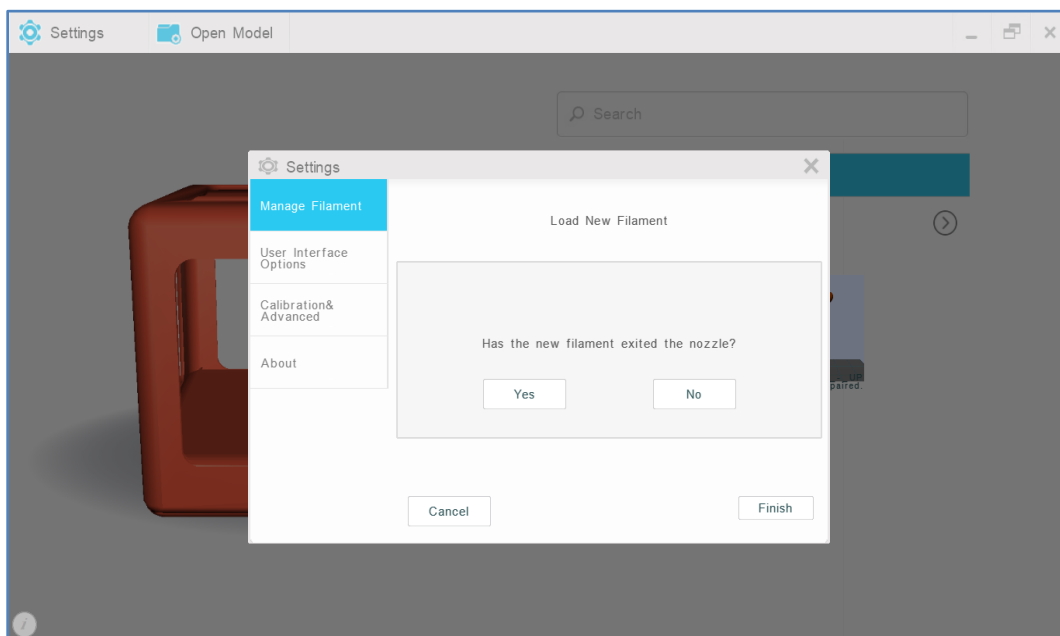 Settings
Open Model
Search
Settings
Manage Filament
User Interface
Options
Calibration&
Advanced
About
Load New Filament
Has the new filament exited the nozzle?
Yes
No
Cancel
Finish
paired.